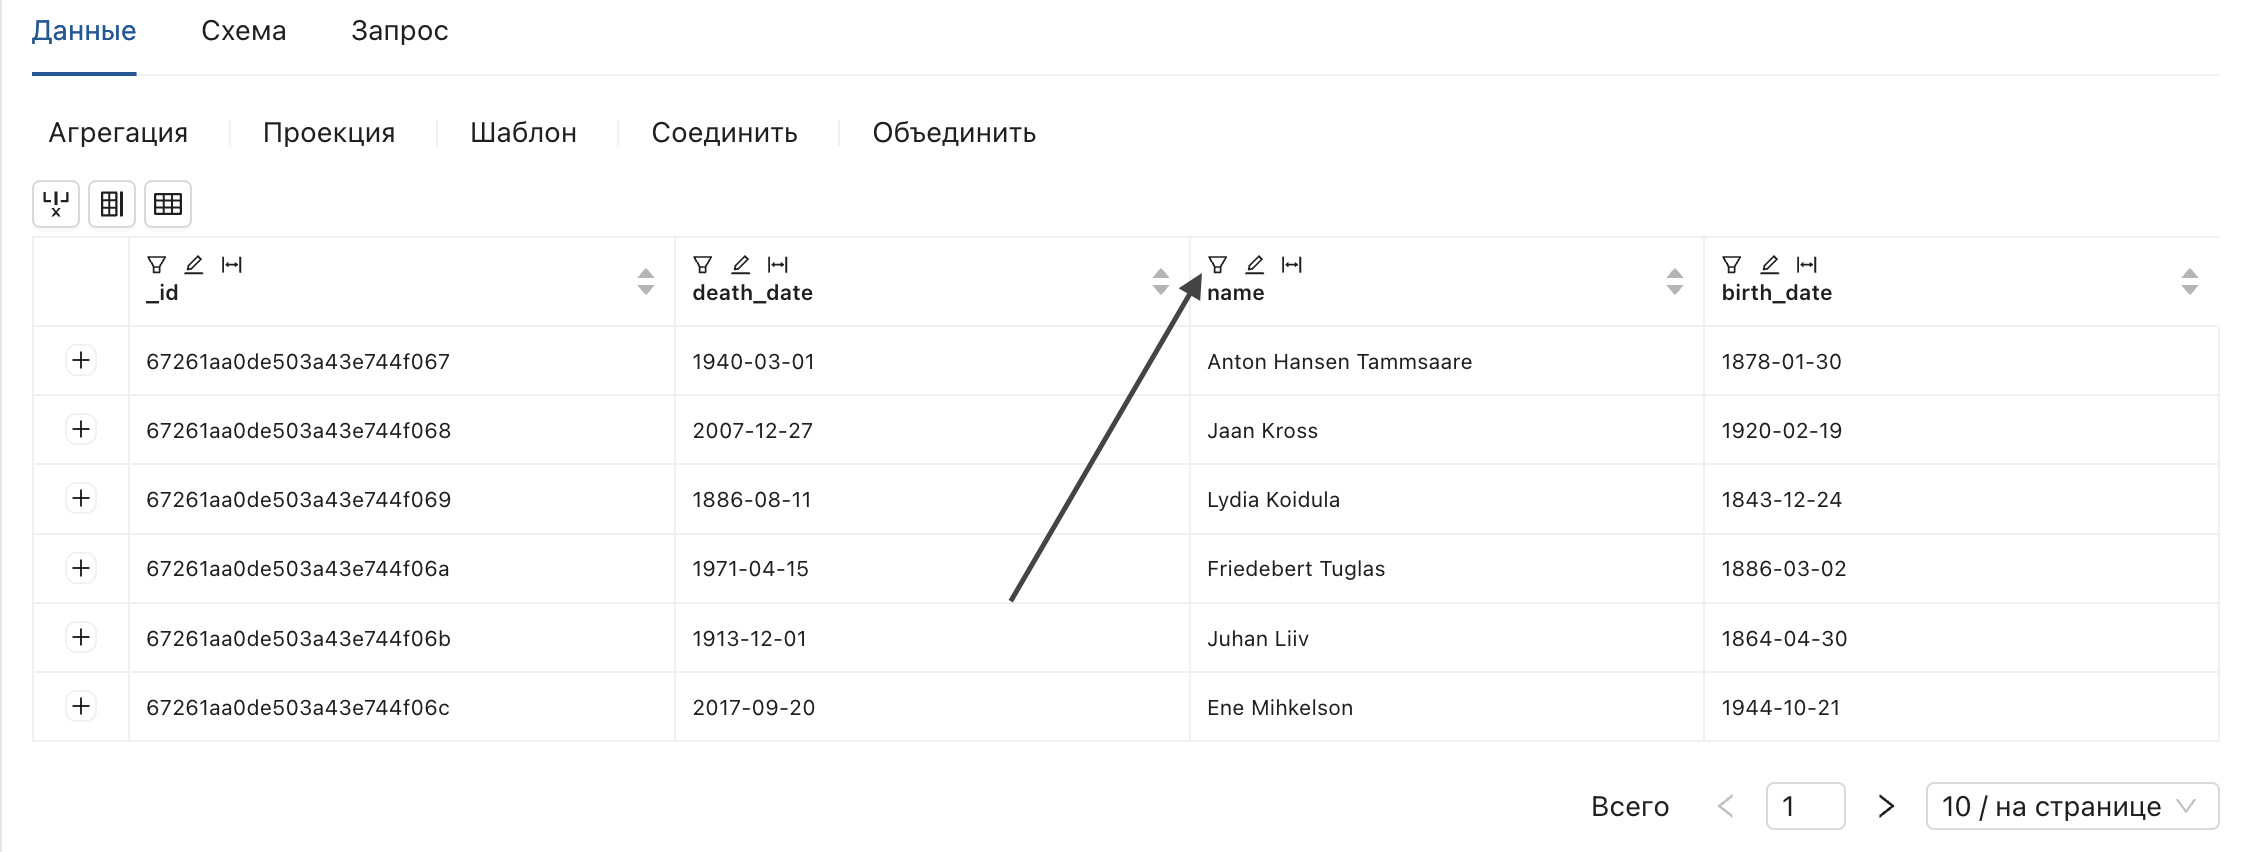 Данные Схема Запрос
Агрегация Проекция Шаблон Соединить Объединить
_id death_date name birth_date
67261aa0de503a43e744f067 1940-03-01 Anton Hansen Tammsaare 1878-01-30
67261aa0de503a43e744f068 2007-12-27 Jaan Kross 1920-02-19
67261aa0de503a43e744f069 1886-08-11 Lydia Koidula 1843-12-24
67261aa0de503a43e744f06a 1971-04-15 Friedebert Tuglas 1886-03-02
67261aa0de503a43e744f06b 1913-12-01 Juhan Liiv 1864-04-30
67261aa0de503a43e744f06c 2017-09-20 Ene Mihkelson 1944-10-21
Всего 1 10 / на странице